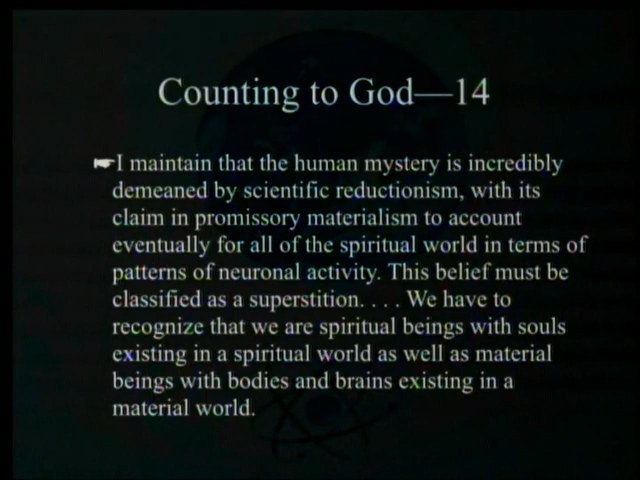 Counting to God—14
☛I maintain that the human mystery is incredibly
demeaned by scientific reductionism, with its
claim in promissory materialism to account
eventually for all of the spiritual world in terms of
patterns of neuronal activity. This belief must be
classified as a superstition. . . . We have to
recognize that we are spiritual beings with souls
existing in a spiritual world as well as material
beings with bodies and brains existing in a
material world.